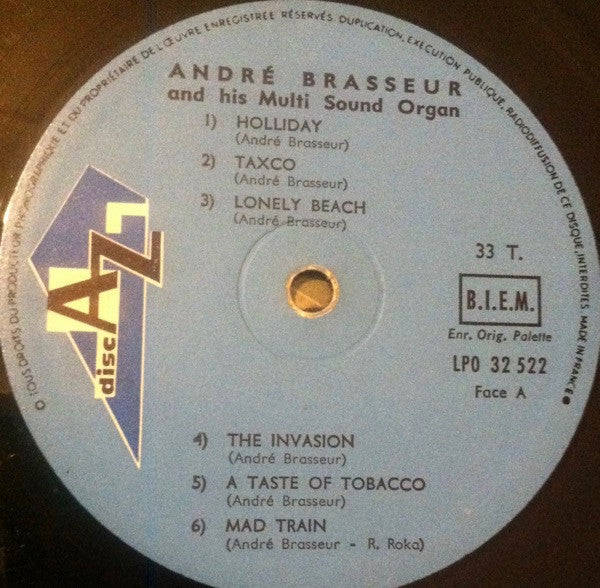 TOUS DROITS DU PRODUCTEUR PHONOGRAPHIQUE ET DU PROPRIÉTAIRE DE L'ŒUVRE ENREGISTRÉE RÉSERVÉS. DUPLICATION, EXÉCUTION PUBLIQUE, RADIODIFFUSION DE CE DISQUE INTERDITES MADE IN FRANCE
ANDRÉ BRASSEUR
and his Multi Sound Organ
1) HOLLIDAY
(André Brasseur)
2) TAXCO
(André Brasseur)
3) LONELY BEACH
(André Brasseur)
disc AZ
33 T.
B.I.E.M.
Enr. Orig. Palette
LPO 32 522
Face A
4) THE INVASION
(André Brasseur)
5) A TASTE OF TOBACCO
(André Brasseur)
6) MAD TRAIN
(André Brasseur - R. Roka)